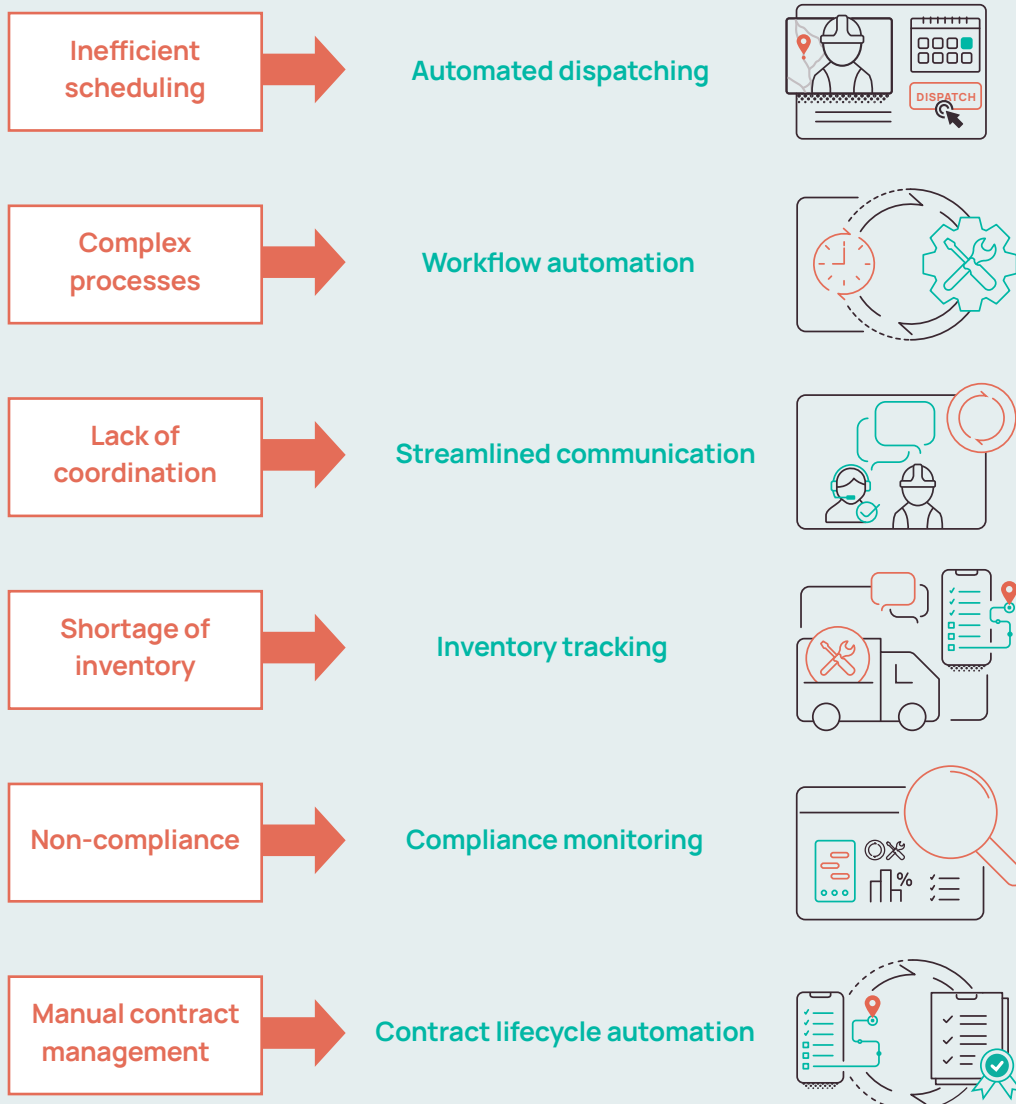 Inefficient
scheduling
Automated dispatching
DISPATCH
Complex
processes
Workflow automation
Lack of
coordination
Streamlined communication
Shortage of
inventory
Inventory tracking
Non-compliance
Compliance monitoring
%
Manual contract
management
Contract lifecycle automation